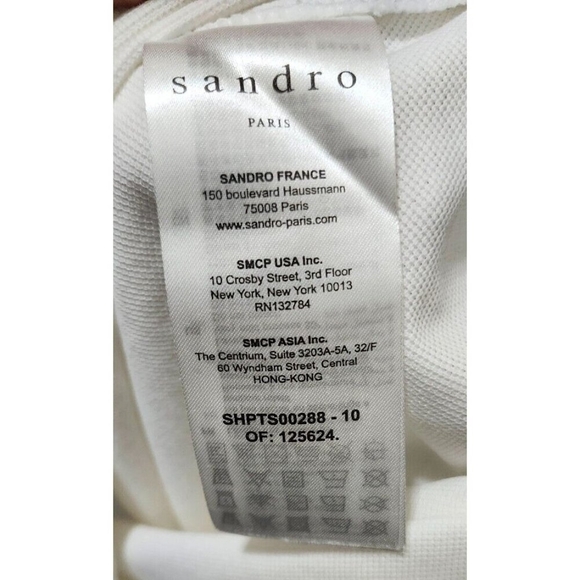 sandro
PARIS
SANDRO FRANCE
150 boulevard Haussmann
75008 Paris
www.sandro-paris.com
SMCP USA Inc.
10 Crosby Street, 3rd Floor
New York, New York 10013
RN132784
SMCP ASIA Inc.
The Centrium, Suite 3203A-5A, 32/F
60 Wyndham Street, Central
HONG-KONG
SHPTS00288 - 10
OF: 125624.